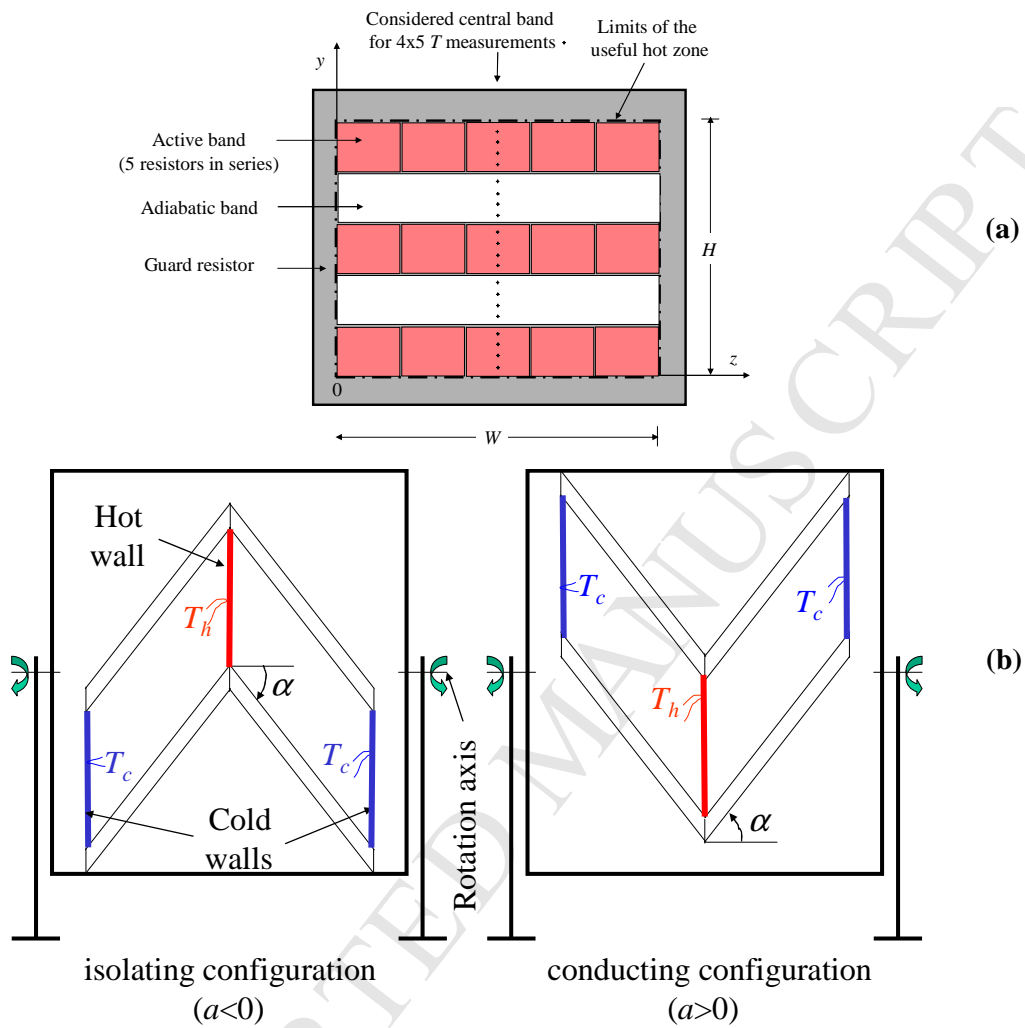 Considered central band
for 4x5 T measurements
Limits of the
useful hot zone
y
Active band
(5 resistors in series)
Adiabatic band
Guard resistor
H
(a)
z
0
W
Hot
wall
T_h
α
T_c
T_c
Cold
walls
Rotation axis
T_c
T_c
T_h
α
(b)
isolating configuration
(a<0)
conducting configuration
(a>0)
PTED MANUSCRIPT